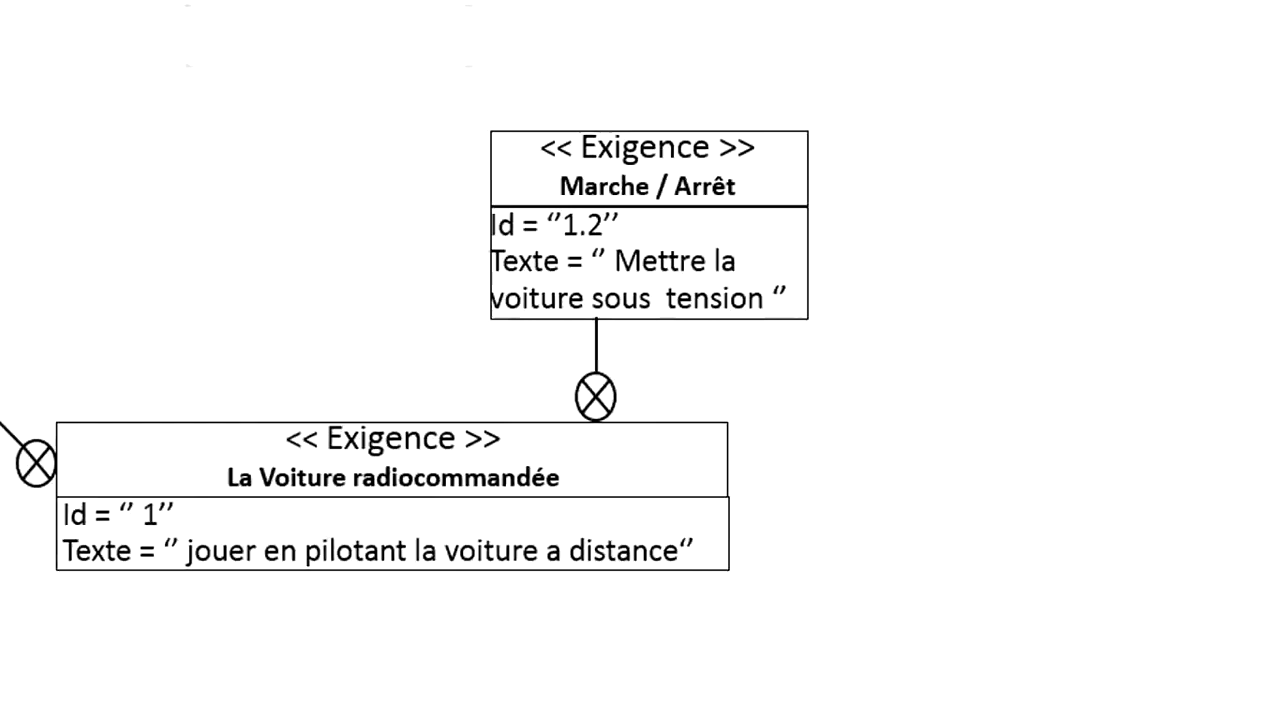 << Exigence >>
Marche / Arrêt
Id = ‘’1.2’’
Texte = ‘’ Mettre la
voiture sous  tension ‘’
<< Exigence >>
La Voiture radiocommandée
Id = ‘’ 1’’
Texte = ‘’ jouer en pilotant la voiture a distance‘’